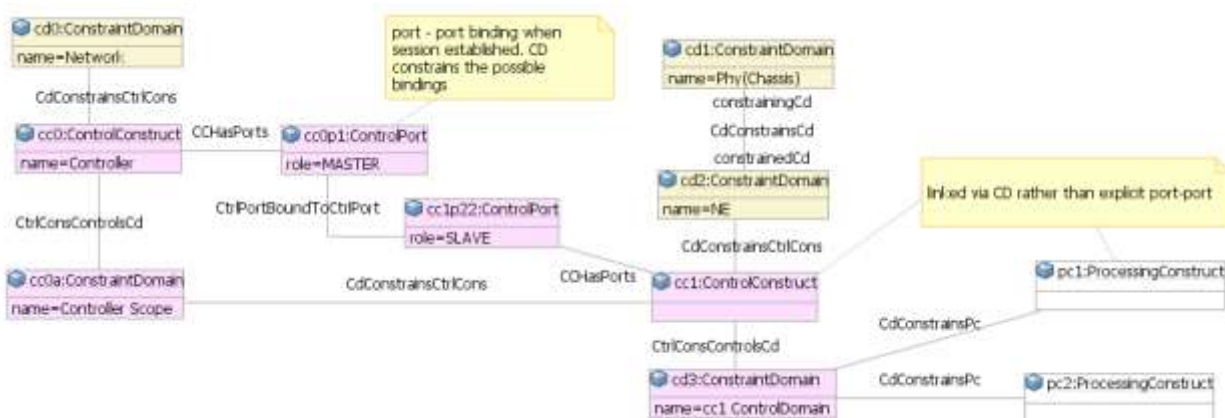 cd0:ConstraintDomain
name=Network
CdConstrainsCtrlCons
cc0:ControlConstruct
name=Controller
CCHasPorts
cc0p1:ControlPort
role=MASTER
port - port binding when
session established. CD
constrains the possible
bindings
CtrlConsControlsCd
CtrlPortBoundToCtrlPort
cc1p22:ControlPort
role=SLAVE
cc0a:ConstraintDomain
name=Controller Scope
CdConstrainsCtrlCons
CCHasPorts
cd1:ConstraintDomain
name=Phy(Chassis)
constrainingCd
CdConstrainsCd
constrainedCd
cd2:ConstraintDomain
name=NE
CdConstrainsCtrlCons
cc1:ControlConstruct
linked via CD rather than explicit port-port
CtrlConsControlsCd
cd3:ConstraintDomain
name=cc1 ControlDomain
CdConstrainsPc
pc1:ProcessingConstruct
CdConstrainsPc
pc2:ProcessingConstruct